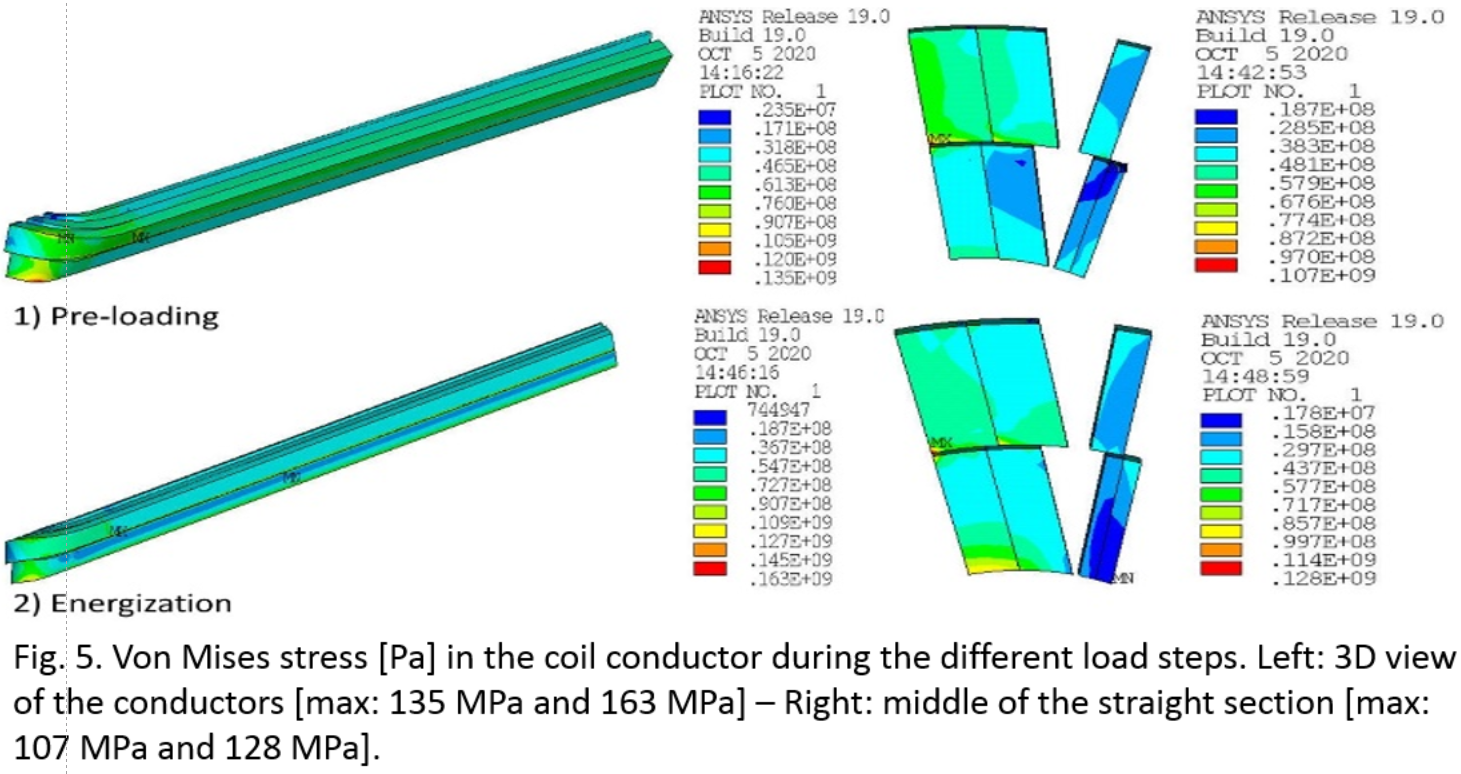 ANSYS Release 19.0
Build 19.0
OCT 5 2020
14:16:22
PLOT NO. 1
.235E+07
.171E+08
.318E+08
.465E+08
.613E+08
.760E+08
.907E+08
.105E+09
.120E+09
.135E+09
MN
MX
MX
MN
ANSYS Release 19.0
Build 19.0
OCT 5 2020
14:42:53
PLOT NO. 1
.187E+08
.285E+08
.383E+08
.481E+08
.579E+08
.676E+08
.774E+08
.872E+08
.970E+08
.107E+09
1) Pre-loading
ANSYS Release 19.0
Build 19.0
OCT 5 2020
14:46:16
PLOT NO. 1
744947
.187E+08
.367E+08
.547E+08
.727E+08
.907E+08
.109E+09
.127E+09
.145E+09
.163E+09
MX
MN
ANSYS Release 19.0
Build 19.0
OCT 5 2020
14:48:59
PLOT NO. 1
.178E+07
.158E+08
.297E+08
.437E+08
.577E+08
.717E+08
.857E+08
.997E+08
.114E+09
.128E+09
2) Energization
Fig. 5. Von Mises stress [Pa] in the coil conductor during the different load steps. Left: 3D view
of the conductors [max: 135 MPa and 163 MPa] – Right: middle of the straight section [max:
107 MPa and 128 MPa].